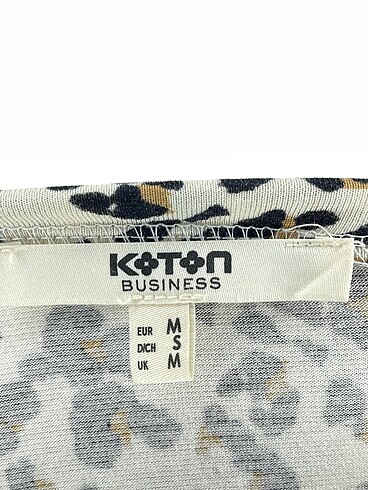 KOTON
BUSINESS
EUR M
D/CH S
UK M